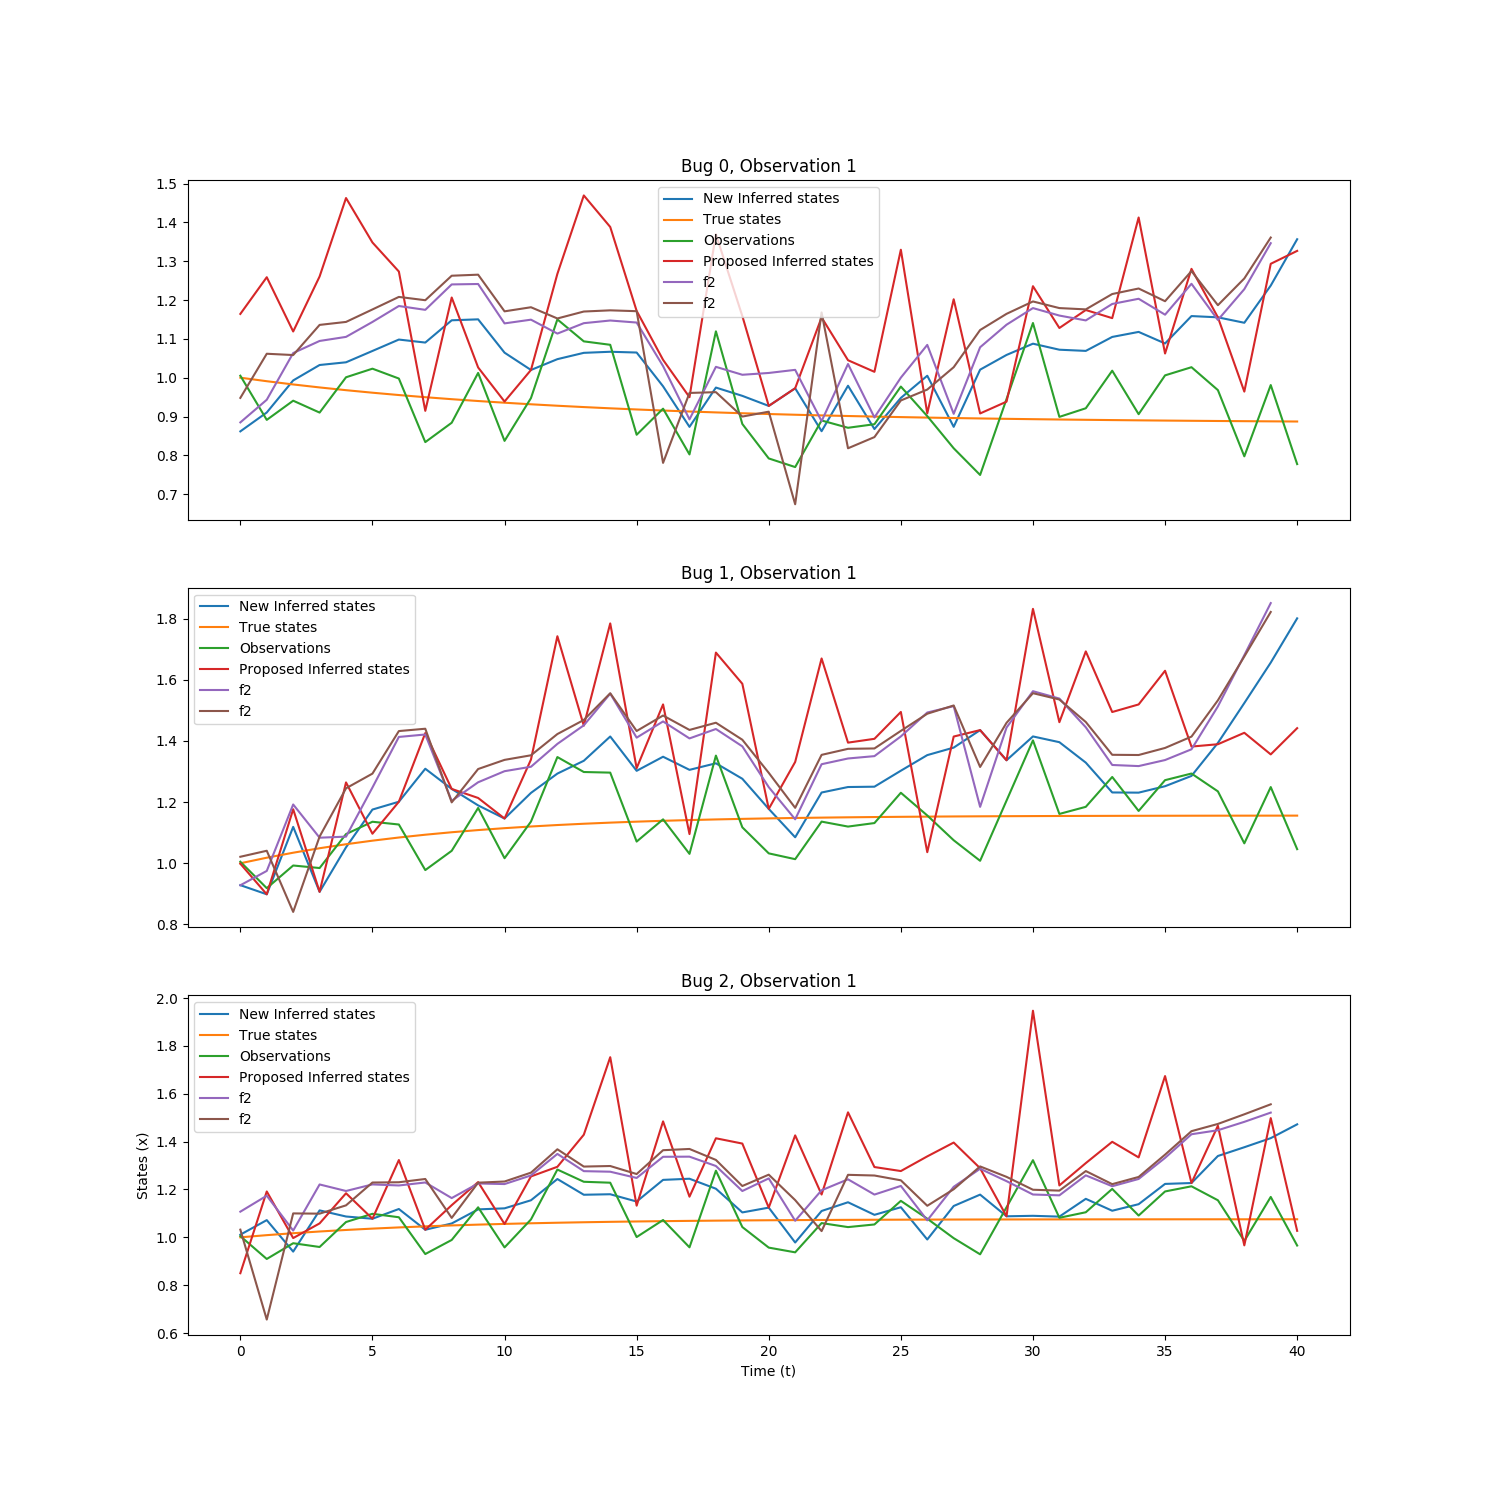 Bug 0, Observation 1
1.5
1.4
1.3
1.2
1.1
1.0
0.9
0.8
0.7
New Inferred states
True states
Observations
Proposed Inferred states
f2
f2
Bug 1, Observation 1
1.8
1.6
1.4
1.2
1.0
0.8
New Inferred states
True states
Observations
Proposed Inferred states
f2
f2
Bug 2, Observation 1
2.0
1.8
1.6
1.4
1.2
1.0
0.8
0.6
New Inferred states
True states
Observations
Proposed Inferred states
f2
f2
States (x)
0 5 10 15 20 25 30 35 40
Time (t)